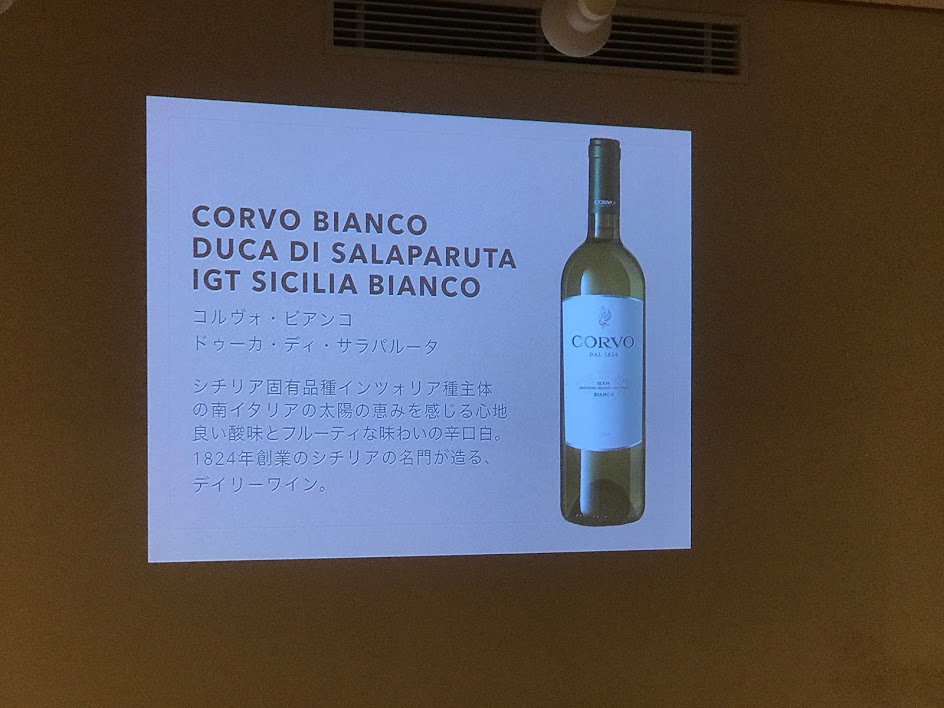 CORVO BIANCO
DUCA DI SALAPARUTA
IGT SICILIA BIANCO
コルヴォ・ビアンコ
ドゥーカ・ディ・サラパルータ
シチリア固有品種インツォリア種主体
の南イタリアの太陽の恵みを感じる心地
良い酸味とフルーティな味わいの辛口白。
1824年創業のシチリアの名門が造る、
デイリーワイン。
CORVO
CORVO
DAL 1824
BIANCO